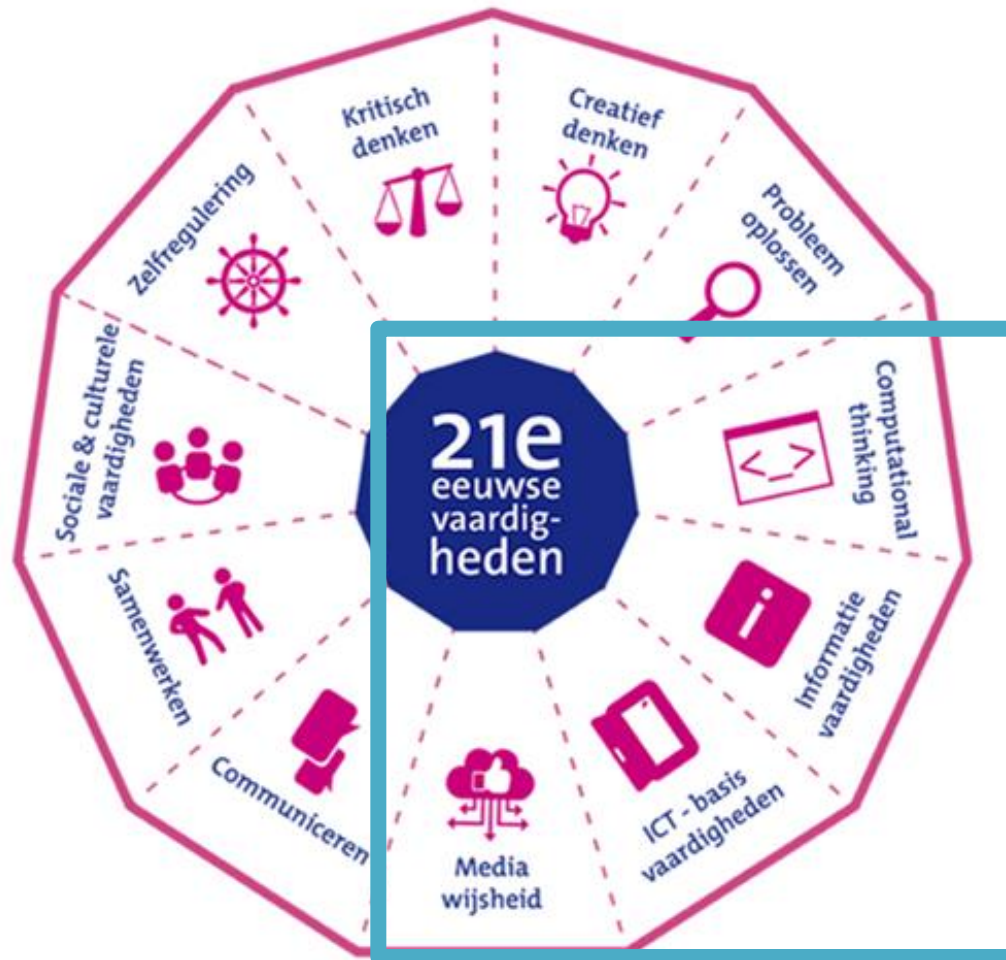 Kritisch
denken
Creatief
denken
Probleem
oplossen
Computational
thinking
Informatie
vaardigheden
ICT - basis
vaardigheden
Media
wijsheid
Communiceren
Samenwerken
Sociale & culturele
vaardigheden
Zelfregulering
21e
eeuwse
vaardig-
heden
<_>
i